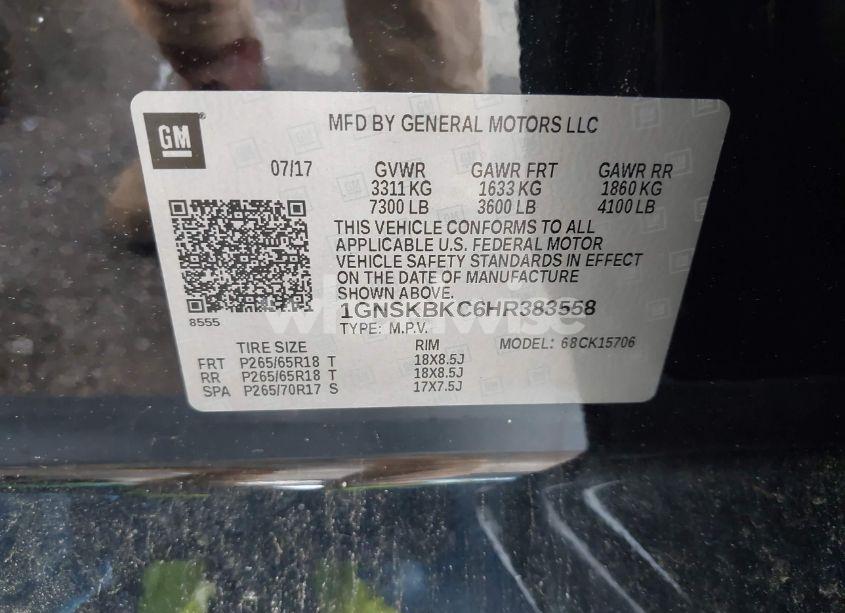 GM
MFD BY GENERAL MOTORS LLC
07/17 GVWR GAWR FRT GAWR RR
3311 KG 1633 KG 1860 KG
7300 LB 3600 LB 4100 LB
THIS VEHICLE CONFORMS TO ALL
APPLICABLE U.S. FEDERAL MOTOR
VEHICLE SAFETY STANDARDS IN EFFECT
ON THE DATE OF MANUFACTURE
SHOWN ABOVE.
8555
1GNSKBKC6HR383558
TYPE: M.P.V.
TIRE SIZE RIM MODEL: 68CK15706
FRT P265/65R18 T 18X8.5J
RR P265/65R18 T 18X8.5J
SPA P265/70R17 S 17X7.5J